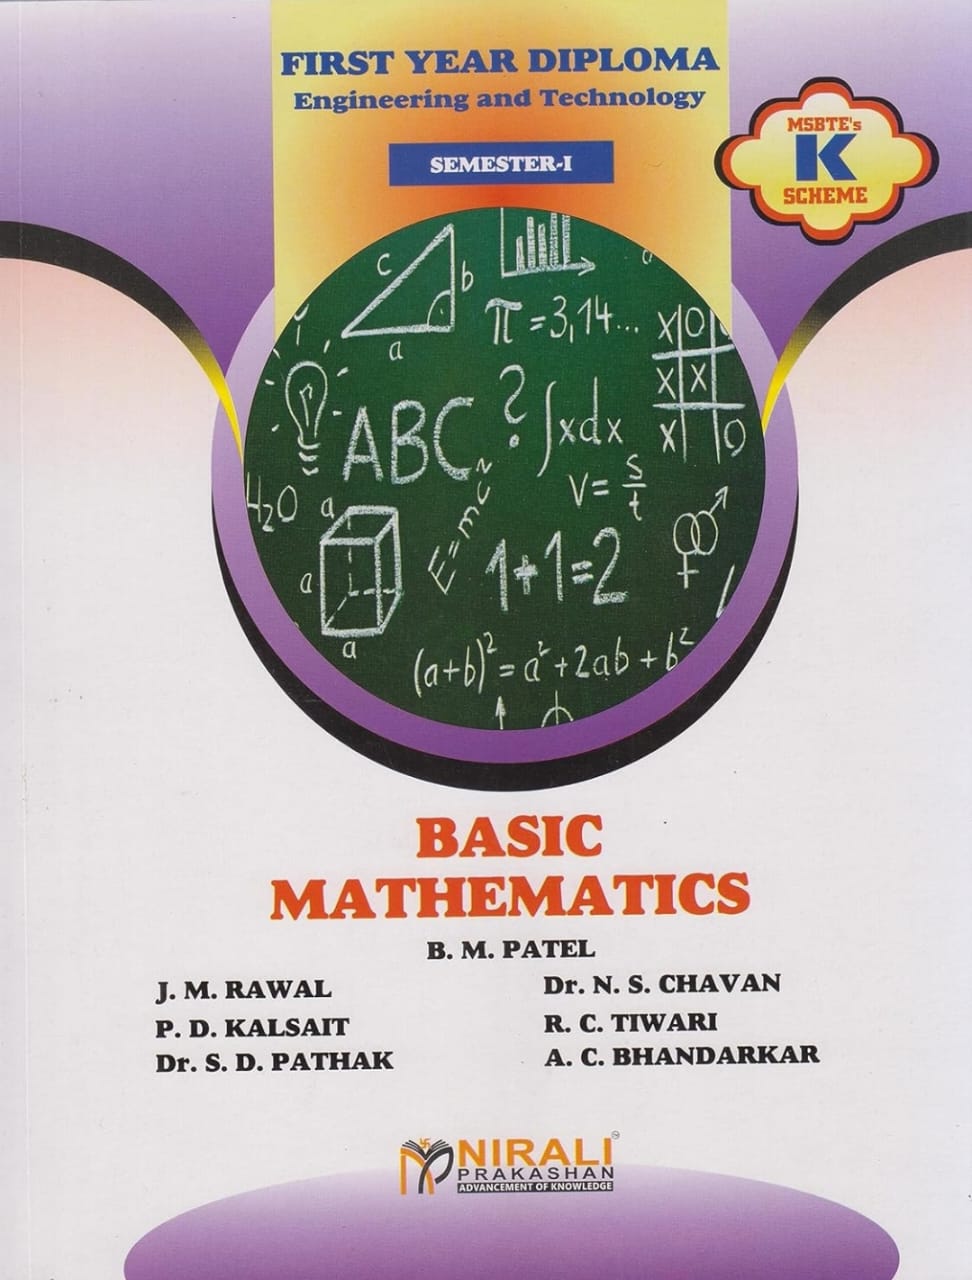 FIRST YEAR DIPLOMA
Engineering and Technology
SEMESTER-I
MSBTE's
K
SCHEME
c
b
a
π =3,14...
X O
X X
X O
ABC
?
∫xdx
v= s/t
H₂O
E=mc²
a
a
a
1+1=2
(a+b)²=a²+2ab+b²
BASIC
MATHEMATICS
B. M. PATEL
J. M. RAWAL
Dr. N. S. CHAVAN
P. D. KALSAIT
R. C. TIWARI
Dr. S. D. PATHAK
A. C. BHANDARKAR
NIRALI
PRAKASHAN
ADVANCEMENT OF KNOWLEDGE